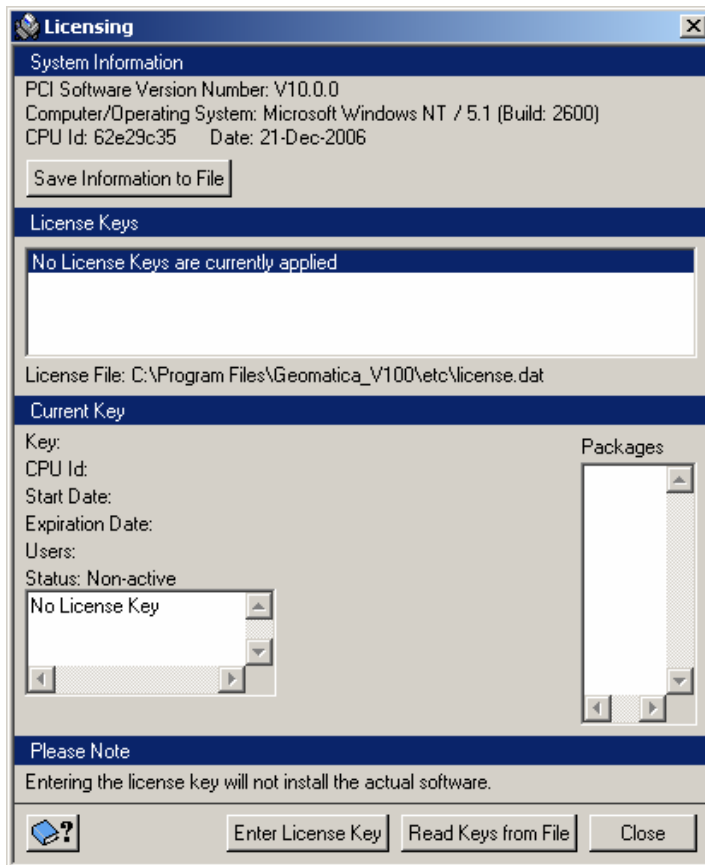 Licensing
System Information
PCI Software Version Number: V10.0.0
Computer/Operating System: Microsoft Windows NT / 5.1 (Build: 2600)
CPU Id: 62e29c35 Date: 21-Dec-2006
Save Information to File
License Keys
No License Keys are currently applied
License File: C:\Program Files\Geomatica_V100\etc\license.dat
Current Key
Key:
Packages
CPU Id:
Start Date:
Expiration Date:
Users:
Status: Non-active
No License Key
Please Note
Entering the license key will not install the actual software.
? Enter License Key Read Keys from File Close